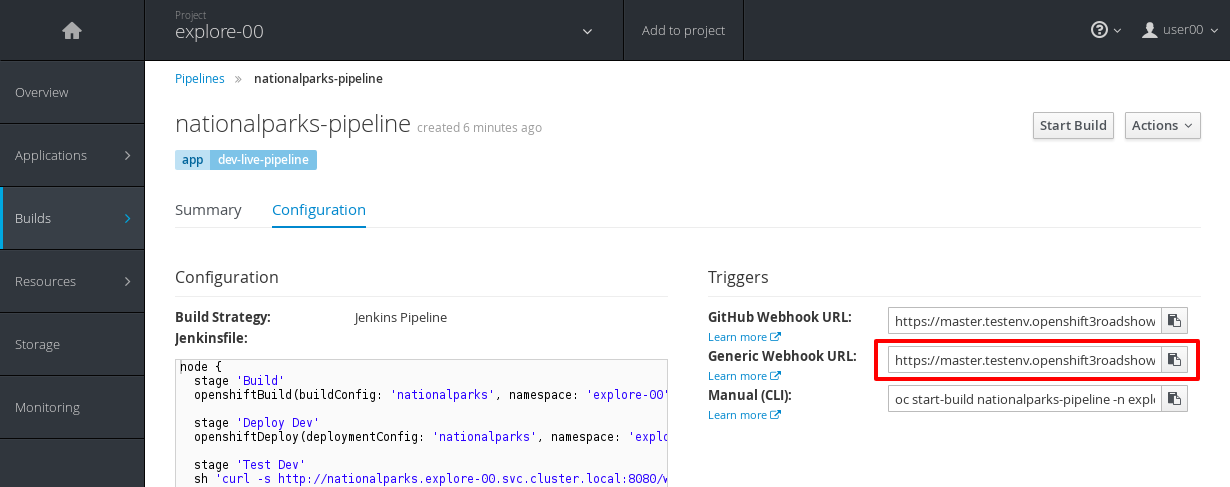 Project
explore-00
Add to project
user00
Overview
Applications
Builds
Resources
Storage
Monitoring
Pipelines » nationalparks-pipeline
nationalparks-pipeline created 6 minutes ago
Start Build
Actions
app dev-live-pipeline
Summary Configuration
Configuration
Build Strategy: Jenkins Pipeline
Jenkinsfile:
node {
stage 'Build'
openshiftBuild(buildConfig: 'nationalparks', namespace: 'explore-00'
stage 'Deploy Dev'
openshiftDeploy(deploymentConfig: 'nationalparks', namespace: 'explo
stage 'Test Dev'
sh 'curl -s http://nationalparks.explore-00.svc.cluster.local:8080/w
Triggers
GitHub Webhook URL: https://master.testenv.openshift3roadshow
Learn more
Generic Webhook URL: https://master.testenv.openshift3roadshow
Learn more
Manual (CLI): oc start-build nationalparks-pipeline -n explo
Learn more